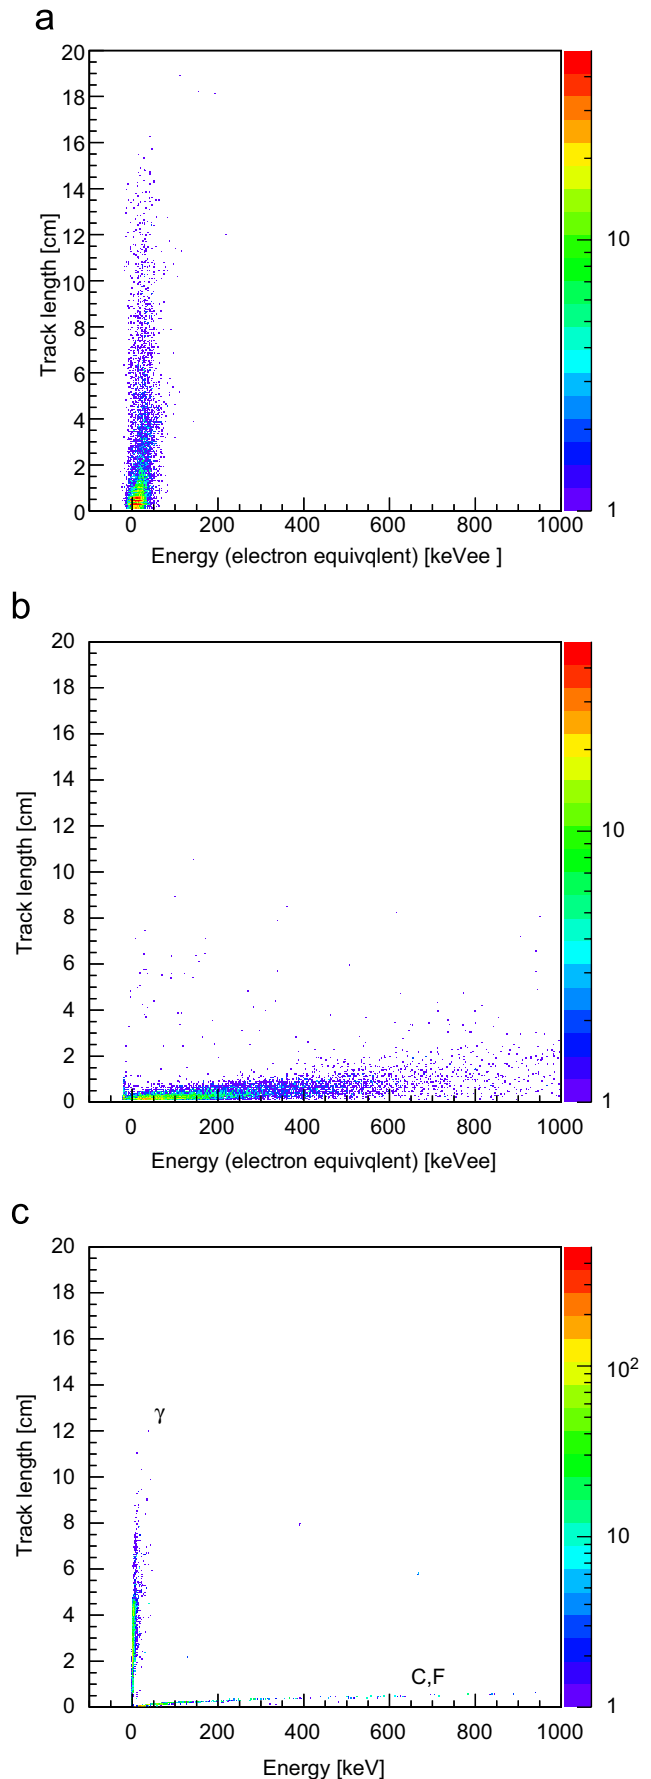 a
20
18
16
14
12
10
8
6
4
2
0
Track length [cm]
10
1
0 200 400 600 800 1000
Energy (electron equivqlent) [keVee ]
b
20
18
16
14
12
10
8
6
4
2
0
Track length [cm]
10
1
0 200 400 600 800 1000
Energy (electron equivqlent) [keVee]
c
20
18
16
14
12
10
8
6
4
2
0
Track length [cm]
γ
C,F
10²
10
1
0 200 400 600 800 1000
Energy [keV]